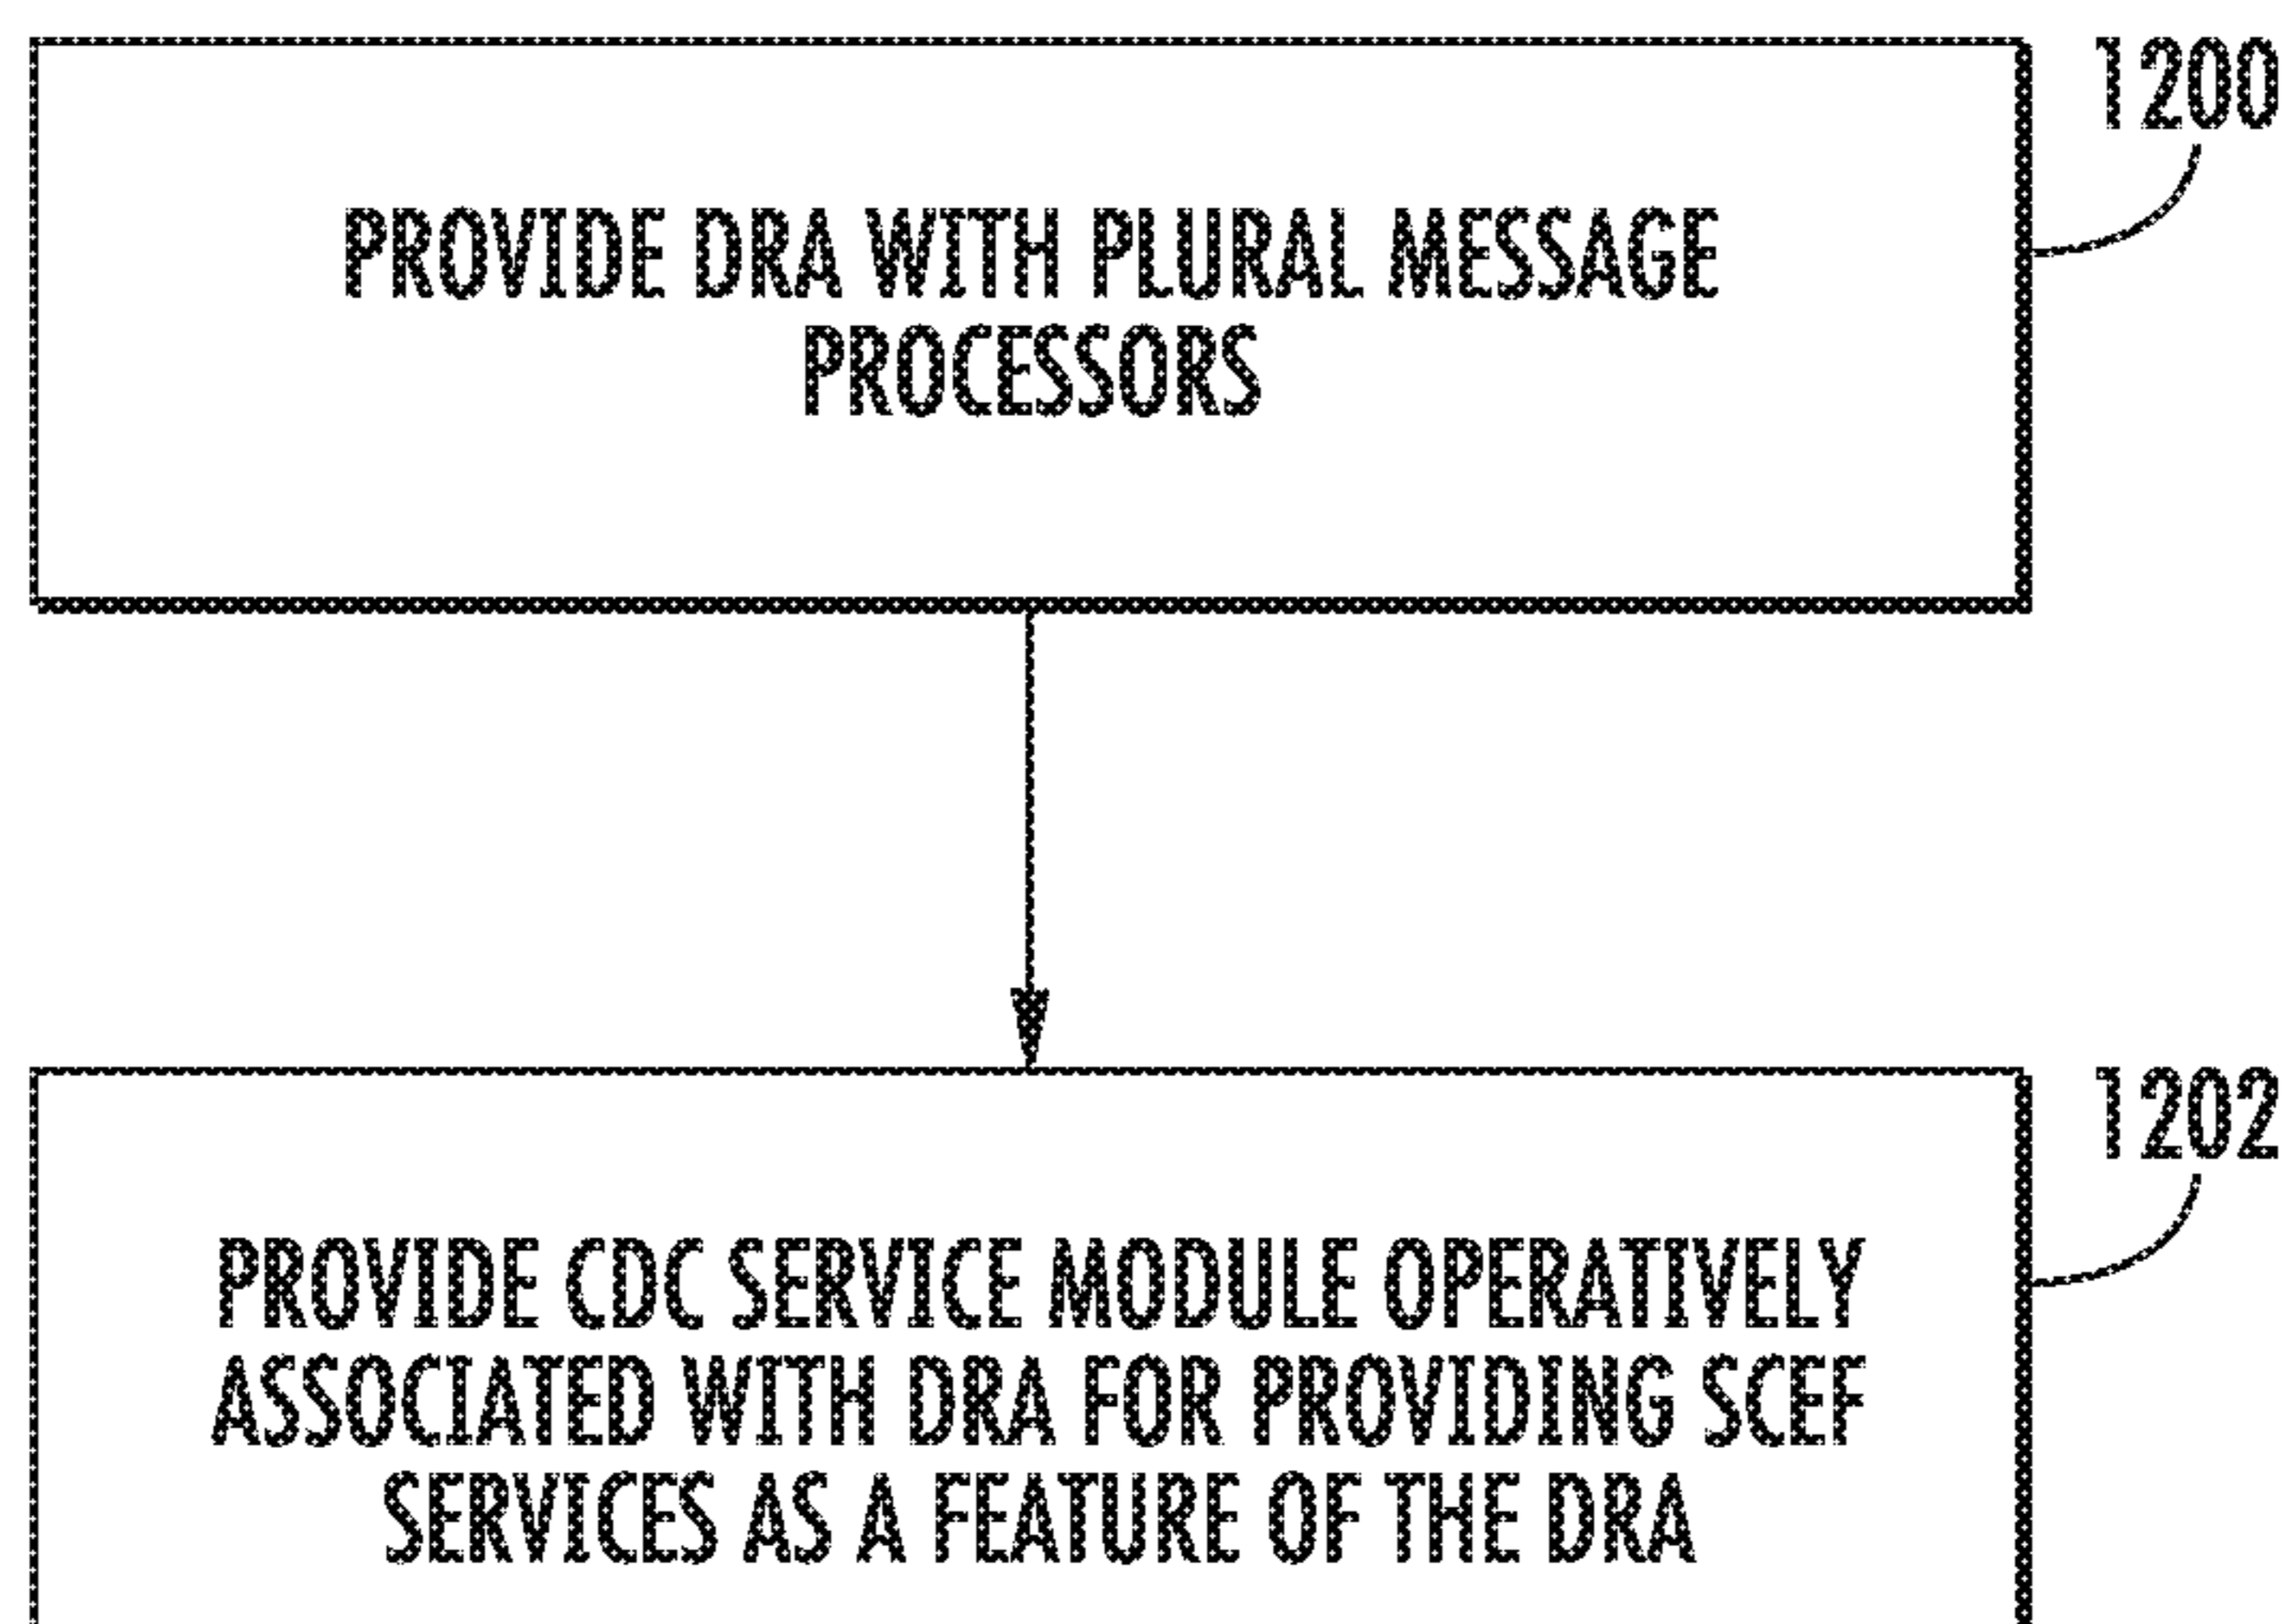 1200
PROVIDE DRA WITH PLURAL MESSAGE
PROCESSORS
1202
PROVIDE CDC SERVICE MODULE OPERATIVELY
ASSOCIATED WITH DRA FOR PROVIDING SCEF
SERVICES AS A FEATURE OF THE DRA